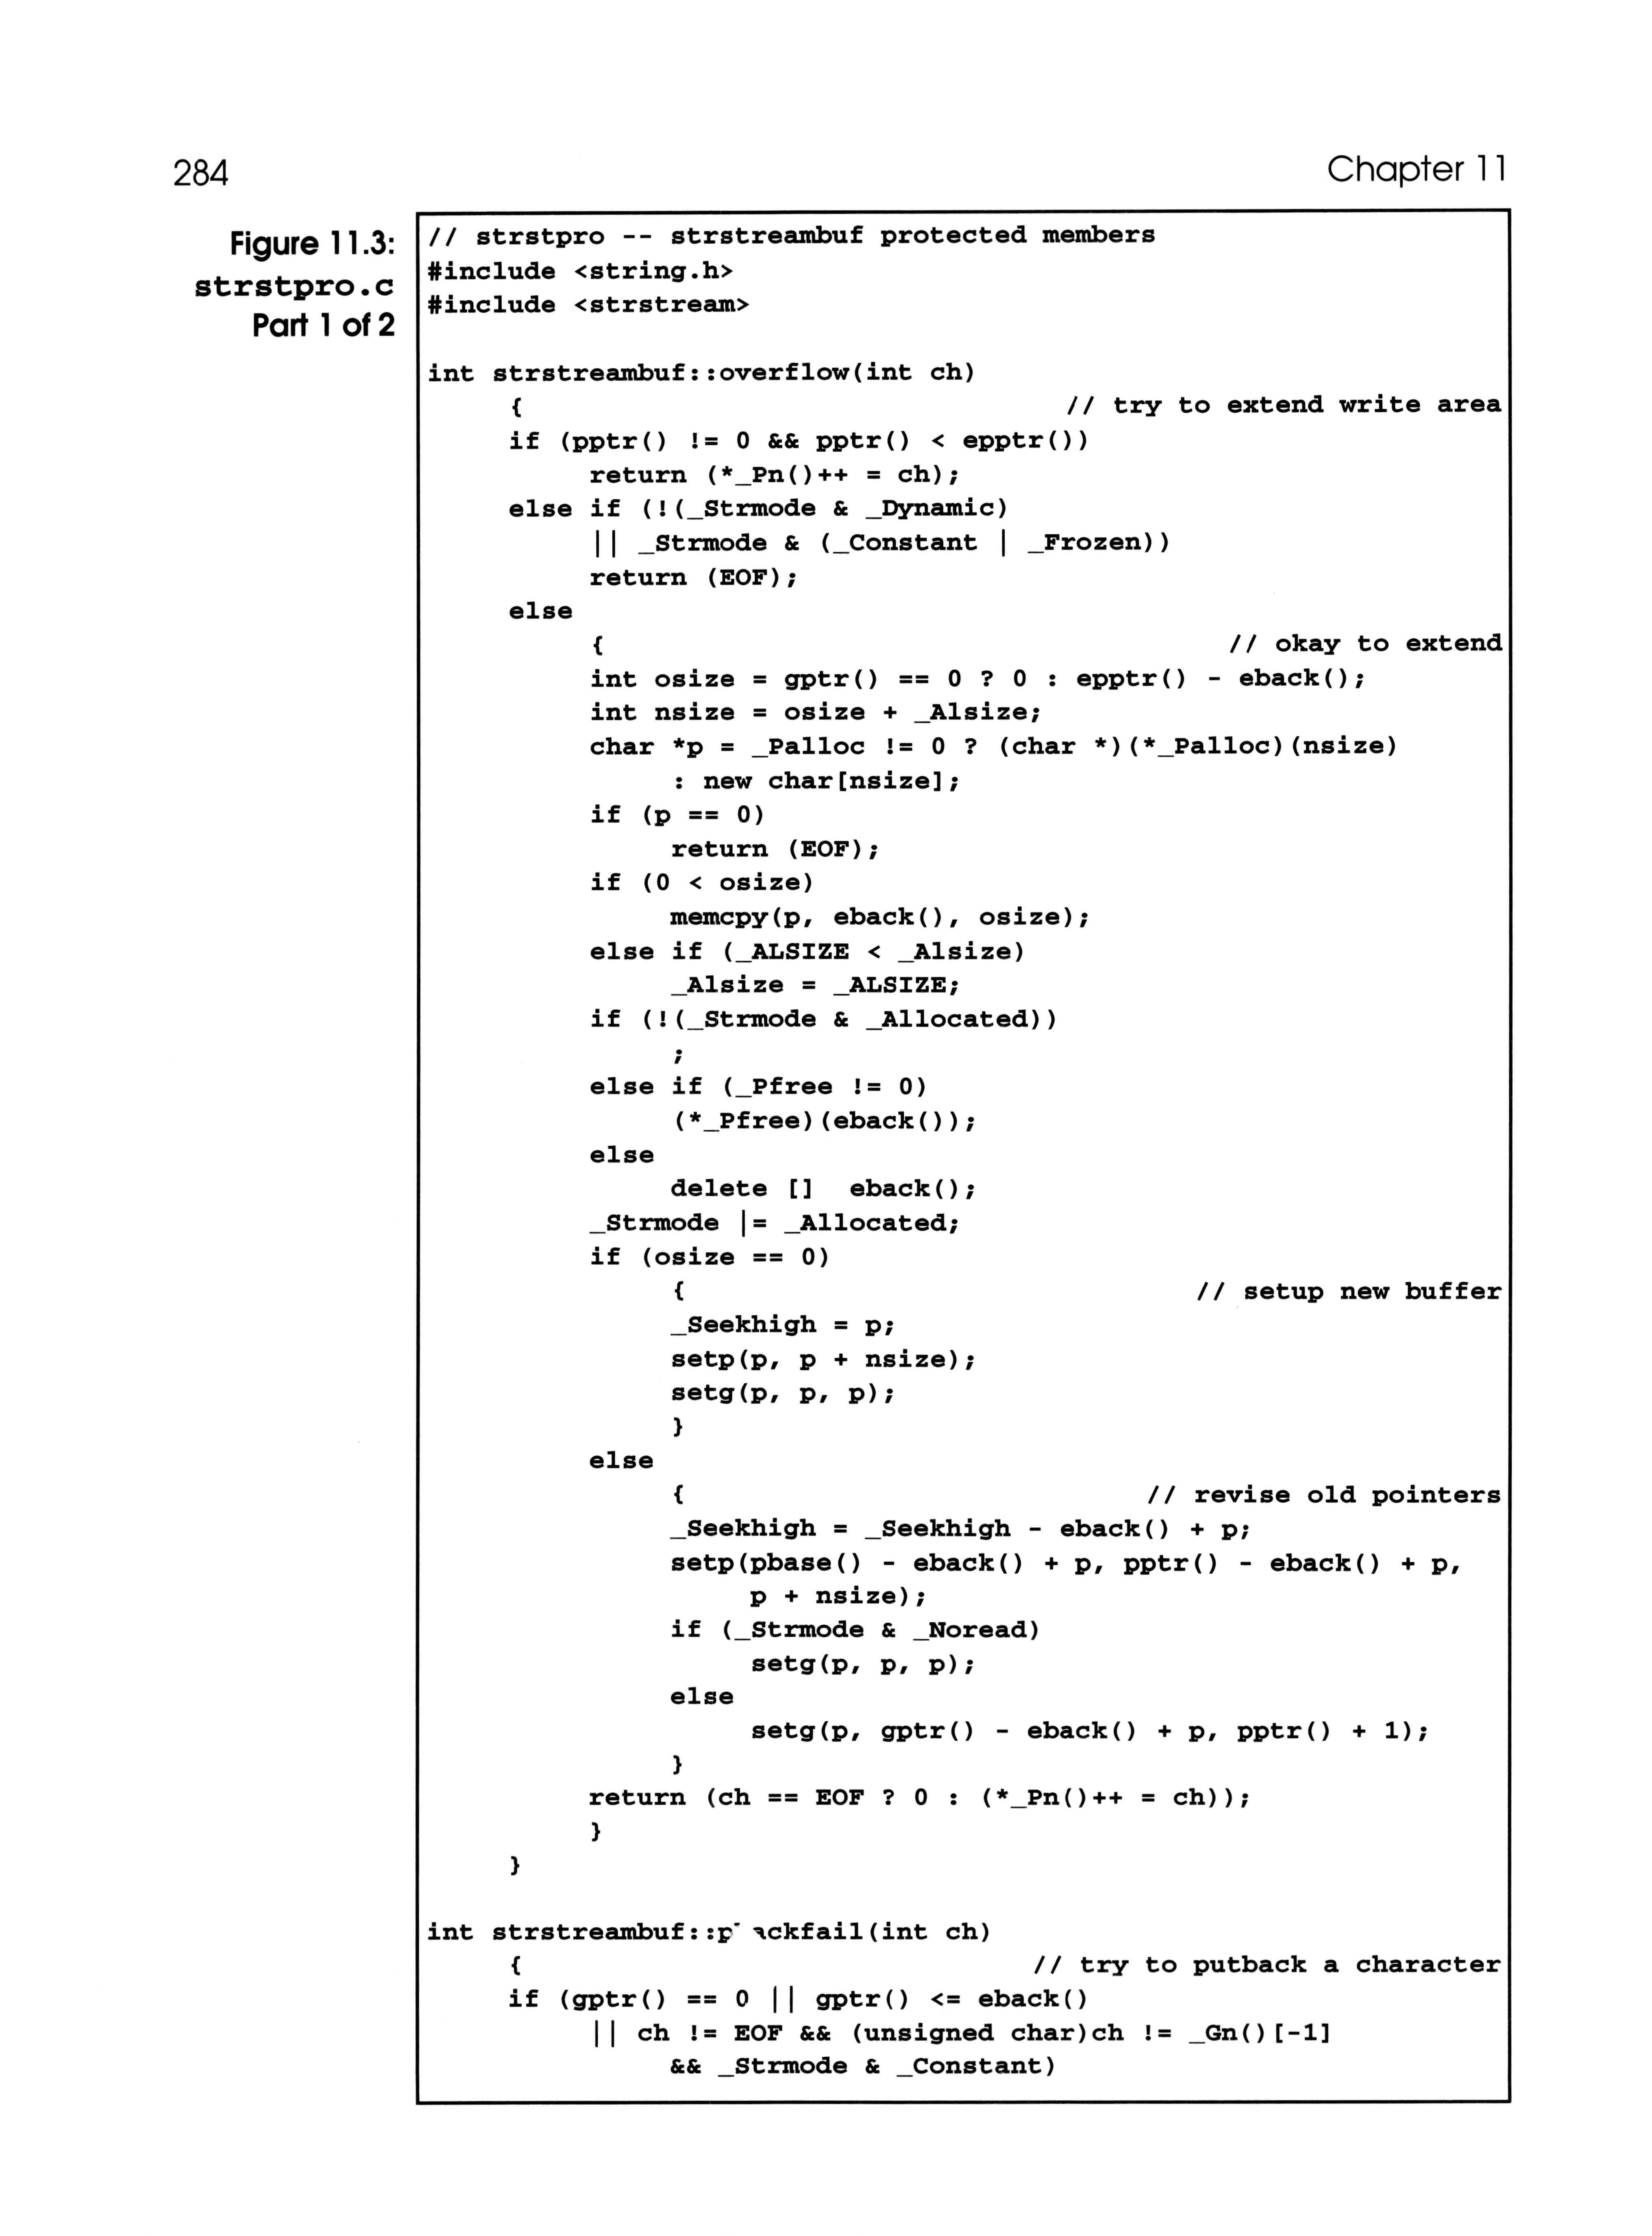 284
Chapter 11
Figure 11.3:
strstpro.c
Part 1 of 2
// strstpro -- strstreambuf protected members
#include <string.h>
#include <strstream>
int strstreambuf::overflow(int ch)
{ // try to extend write area
if (pptr() != 0 && pptr() < epptr())
return (*_Pn()++ = ch);
else if (!(_Strmode & _Dynamic)
|| _Strmode & (_Constant | _Frozen))
return (EOF);
else
{ // okay to extend
int osize = gptr() == 0 ? 0 : epptr() - eback();
int nsize = osize + _Alsize;
char *p = _Palloc != 0 ? (char *)(*_Palloc)(nsize)
: new char[nsize];
if (p == 0)
return (EOF);
if (0 < osize)
memcpy(p, eback(), osize);
else if (_ALSIZE < _Alsize)
_Alsize = _ALSIZE;
if (!(_Strmode & _Allocated))
;
else if (_Pfree != 0)
(*_Pfree)(eback());
else
delete [] eback();
_Strmode |= _Allocated;
if (osize == 0)
{ // setup new buffer
_Seekhigh = p;
setp(p, p + nsize);
setg(p, p, p);
}
else
{ // revise old pointers
_Seekhigh = _Seekhigh - eback() + p;
setp(pbase() - eback() + p, pptr() - eback() + p,
p + nsize);
if (_Strmode & _Noread)
setg(p, p, p);
else
setg(p, gptr() - eback() + p, pptr() + 1);
}
return (ch == EOF ? 0 : (*_Pn()++ = ch));
}
}
int strstreambuf:: (int ch)
{ // try to putback a character
if (gptr() == 0 || gptr() <= eback()
|| ch != EOF && (unsigned char)ch != _Gn()[-1]
&& _Strmode & _Constant)